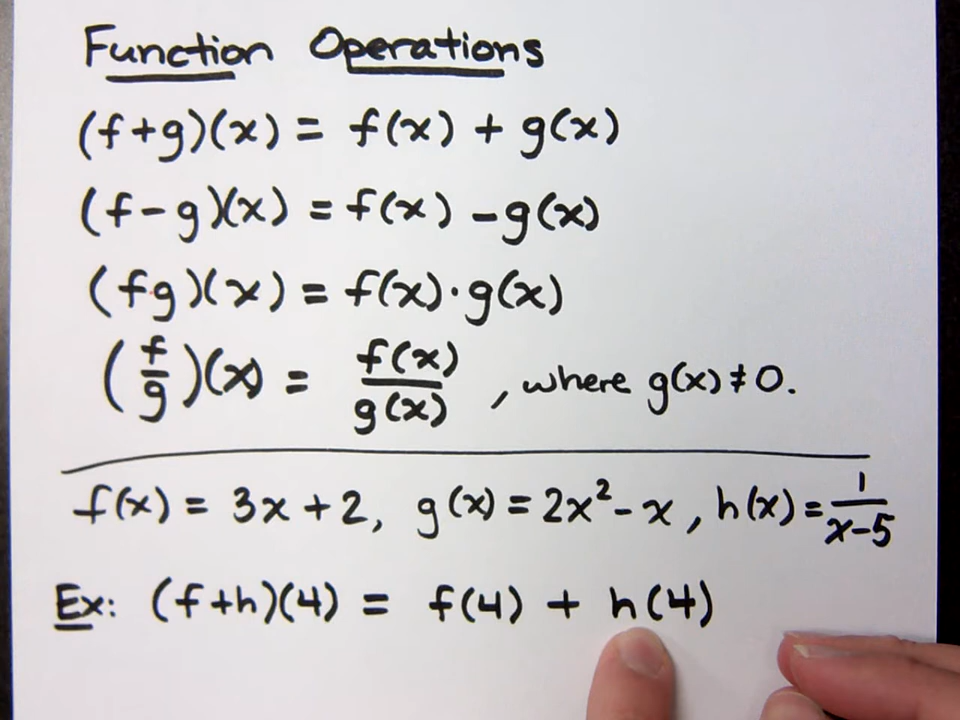 Function Operations
(f+g)(x) = f(x) + g(x)
(f-g)(x) = f(x) - g(x)
(fg)(x) = f(x)·g(x)
(f/g)(x) = f(x)/g(x), where g(x) ≠ 0.
f(x) = 3x + 2, g(x) = 2x² - x, h(x) = 1/(x-5)
Ex: (f+h)(4) = f(4) + h(4)